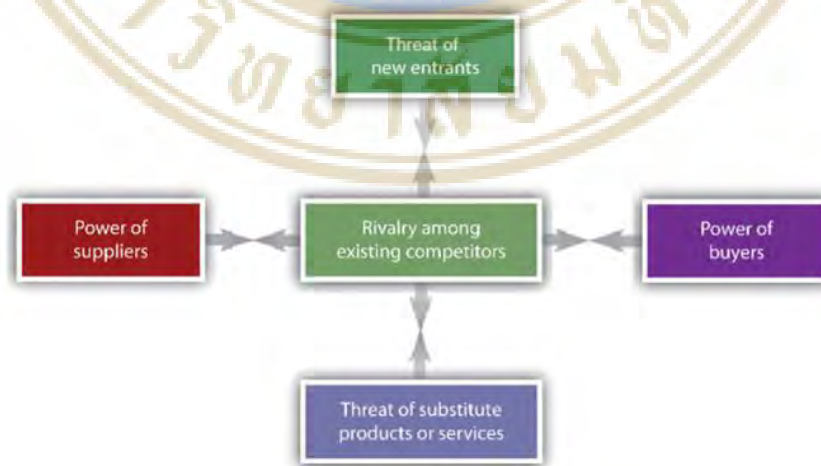 Threat of
new entrants
Power of
suppliers
Rivalry among
existing competitors
Power of
buyers
Threat of substitute
products or services